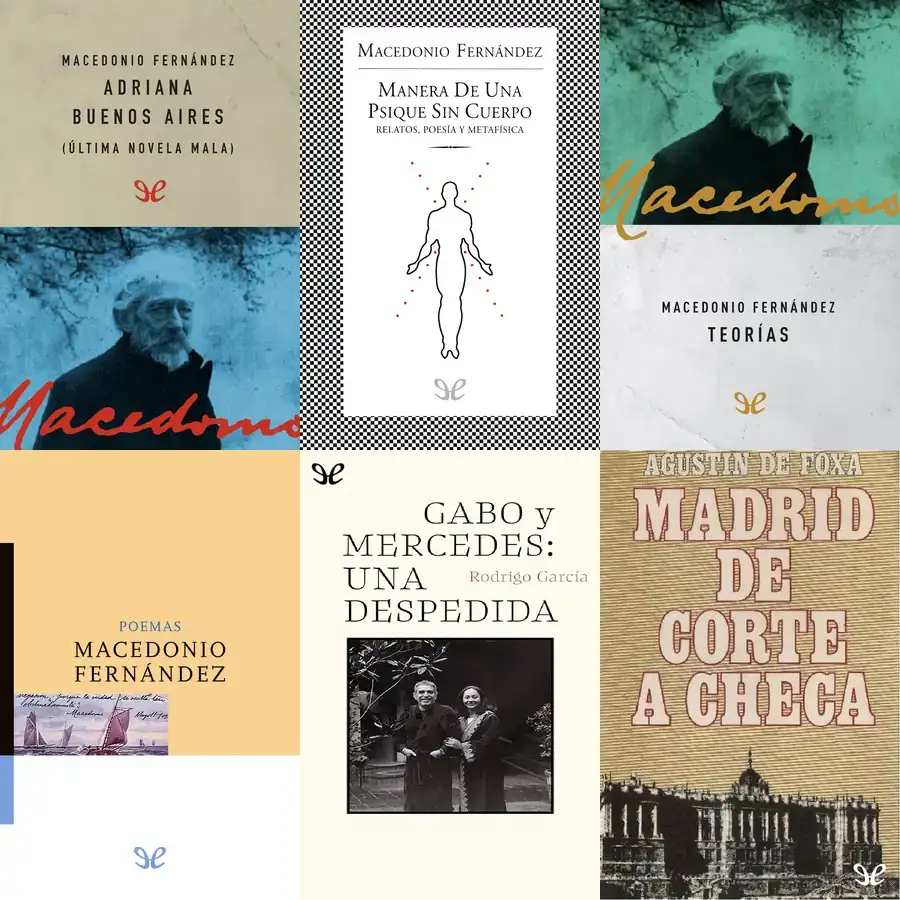 MACEDONIO FERNÁNDEZ
ADRIANA
BUENOS AIRES
(ÚLTIMA NOVELA MALA)
Macedonio
MACEDONIO FERNÁNDEZ
MANERA DE UNA
PSIQUE SIN CUERPO
RELATOS, POESÍA Y METAFÍSICA
Macedonio
MACEDONIO FERNÁNDEZ
TEORÍAS
POEMAS
MACEDONIO
FERNÁNDEZ
GABO y
MERCEDES:
UNA
Rodrigo García
DESPEDIDA
AGUSTÍN DE FOXA
MADRID
DE
CORTE
A CHECA